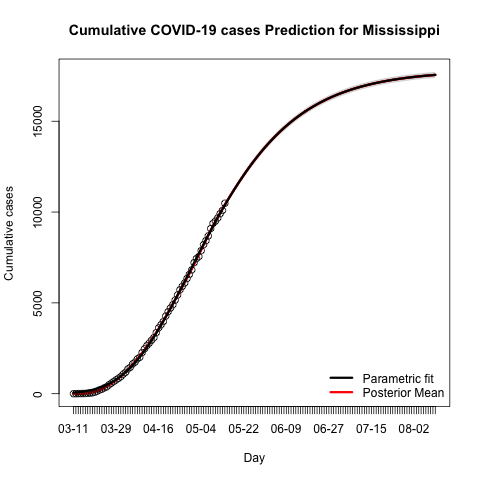 Cumulative COVID-19 cases Prediction for Mississippi
Cumulative cases
15000
10000
5000
0
Parametric fit
Posterior Mean
03-11 03-29 04-16 05-04 05-22 06-09 06-27 07-15 08-02
Day